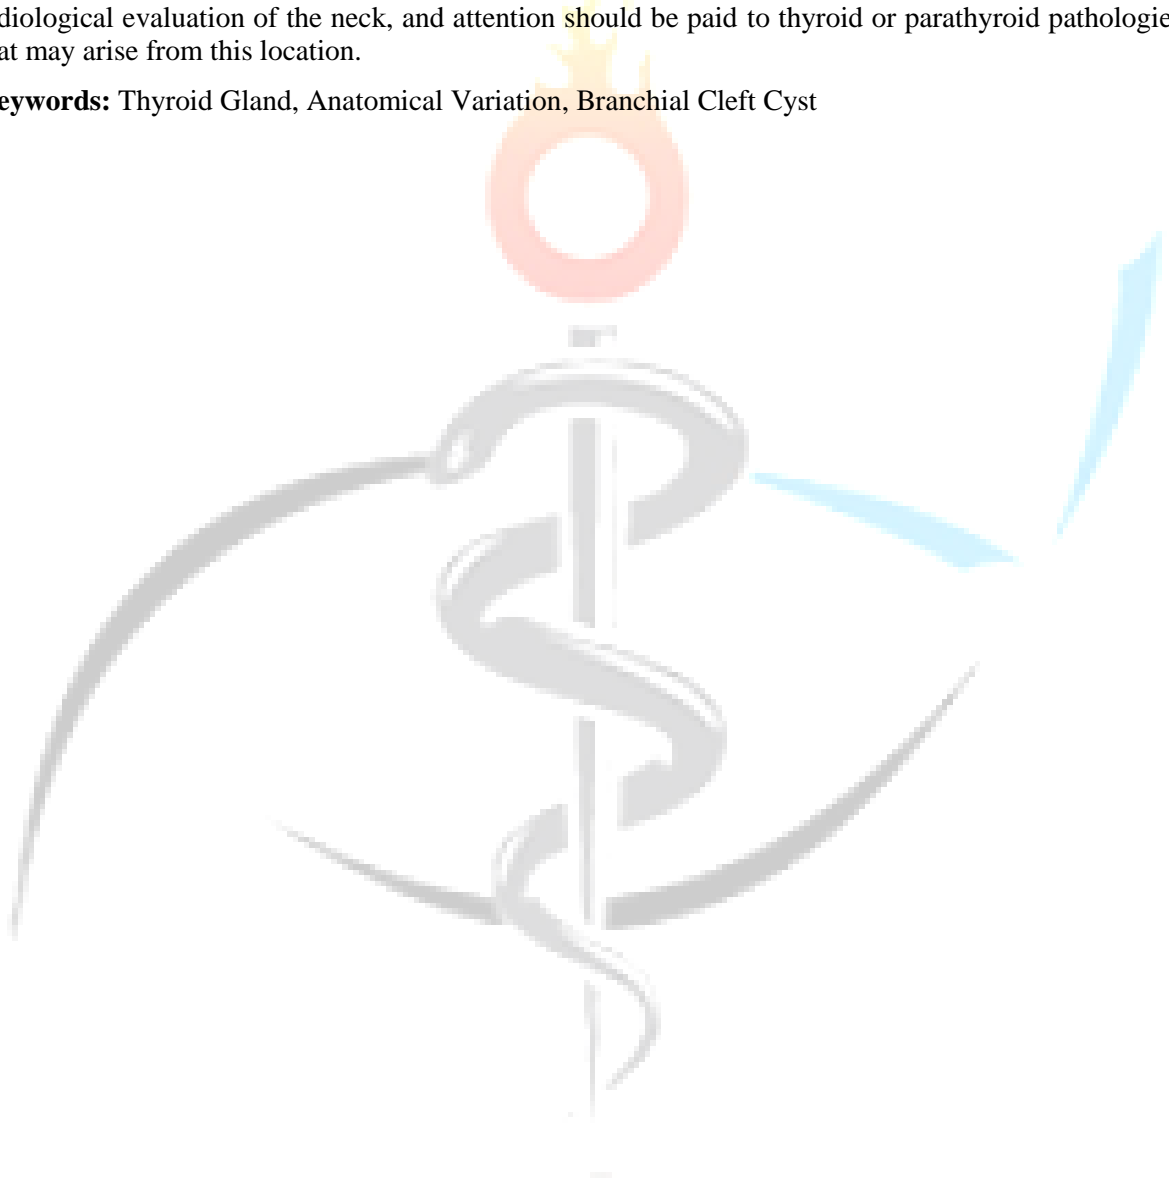 diological evaluation of the neck, and attention should be paid to thyroid or parathyroid pathologie
at may arise from this location.
eywords: Thyroid Gland, Anatomical Variation, Branchial Cleft Cyst